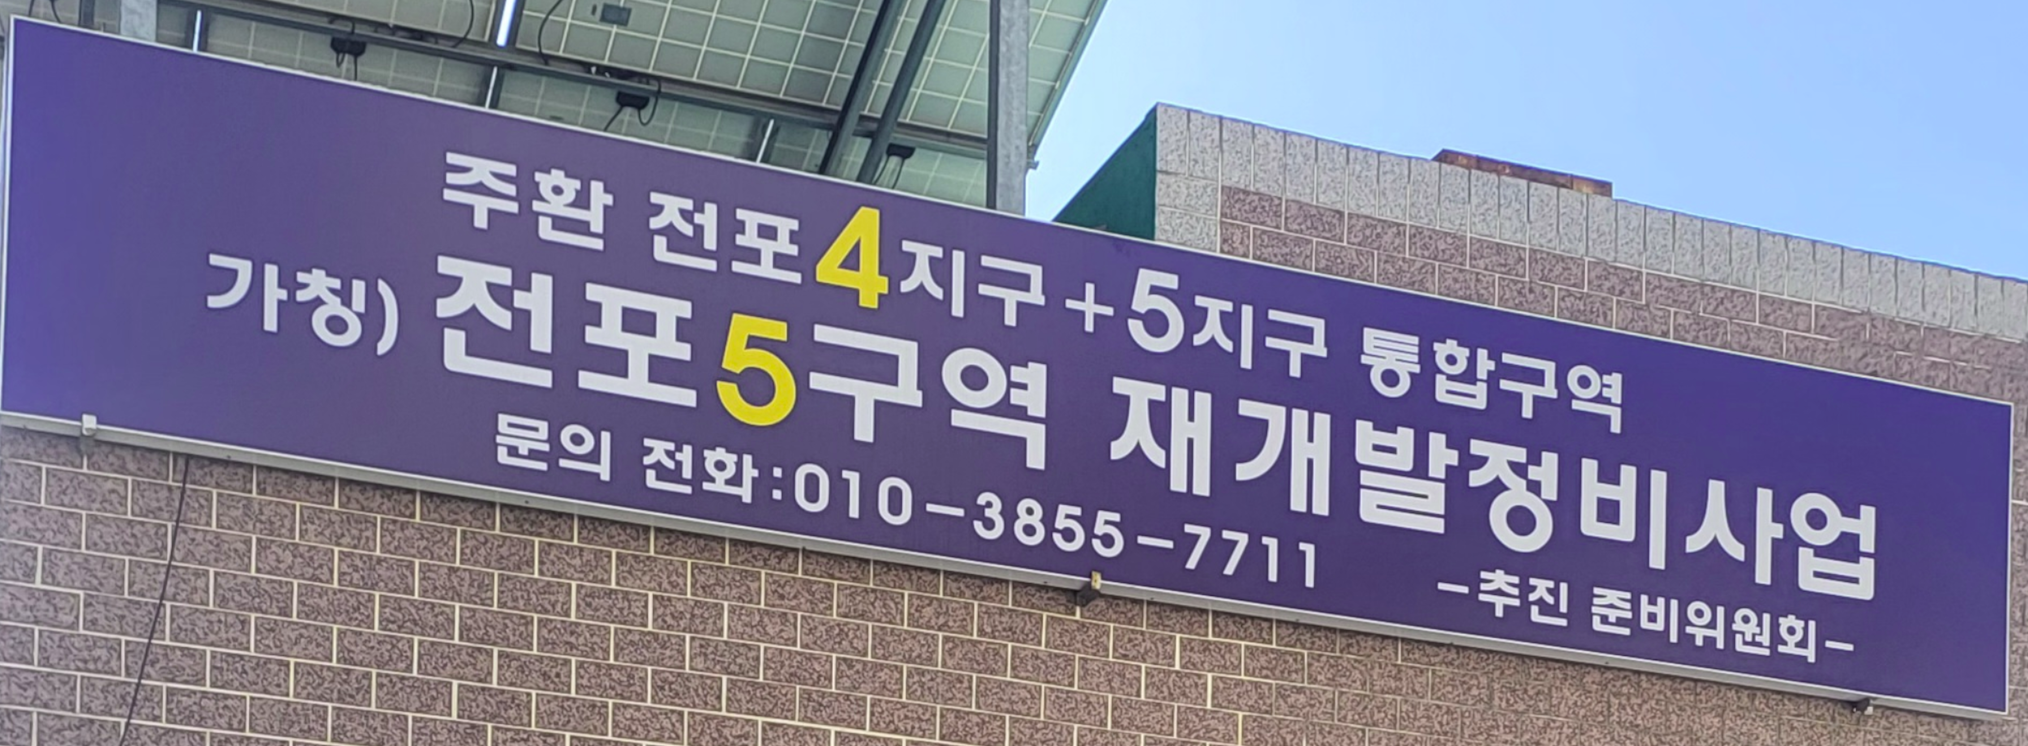 주환 전포4지구+5지구 통합구역
가칭) 전포5구역 재개발정비사업
문의 전화:010-3855-7711
-추진 준비위원회-